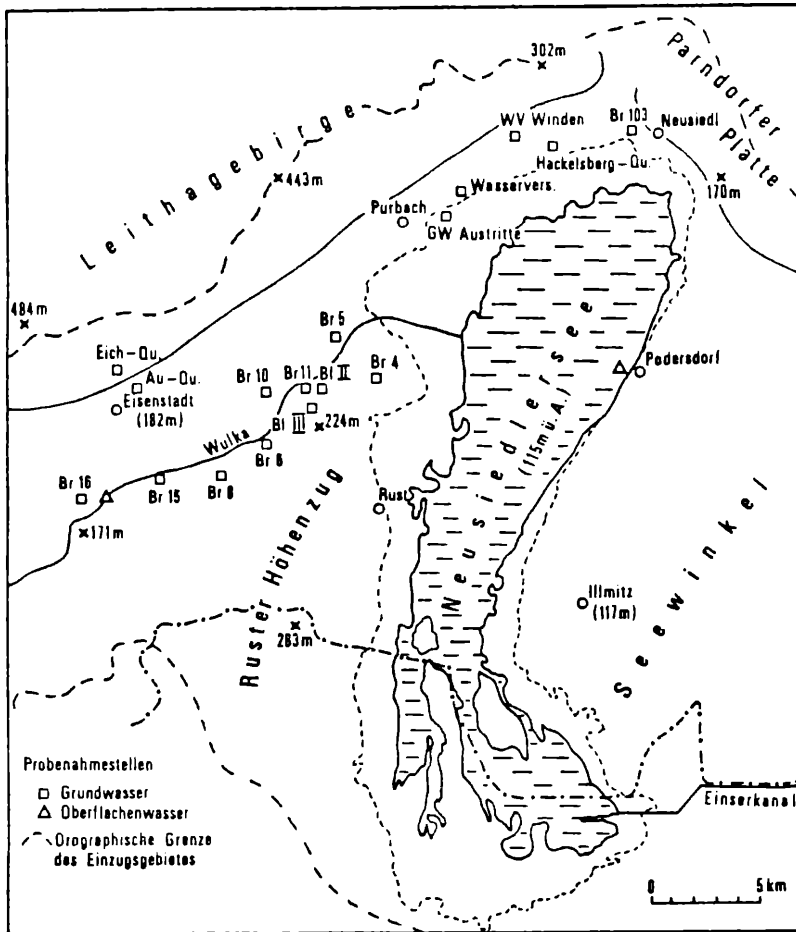 302m
Parndorfer Platte
Leithagebirge
WV Winden
Br 103
Neusiedl
Hackelsberg-Qu.
443m
170m
Wasservers.
Purbach
GW Austritte
484m
Br 5
Eich-Qu.
Au-Qu.
Br 10
Br 11
Bl II
Br 4
Podersdorf
Eisenstadt
(182m)
Bl III
224m
Neusiedlersee
(115m ü. A.)
Wulka
Br 6
Br 16
Br 15
Br 8
Rust
171m
Ruster Höhenzug
Illmitz
(117m)
Seewinkel
283m
Probenahmestellen
Grundwasser
Oberflachenwasser
Orographische Grenze
des Einzugsgebietes
Einserkanal
0 5 km